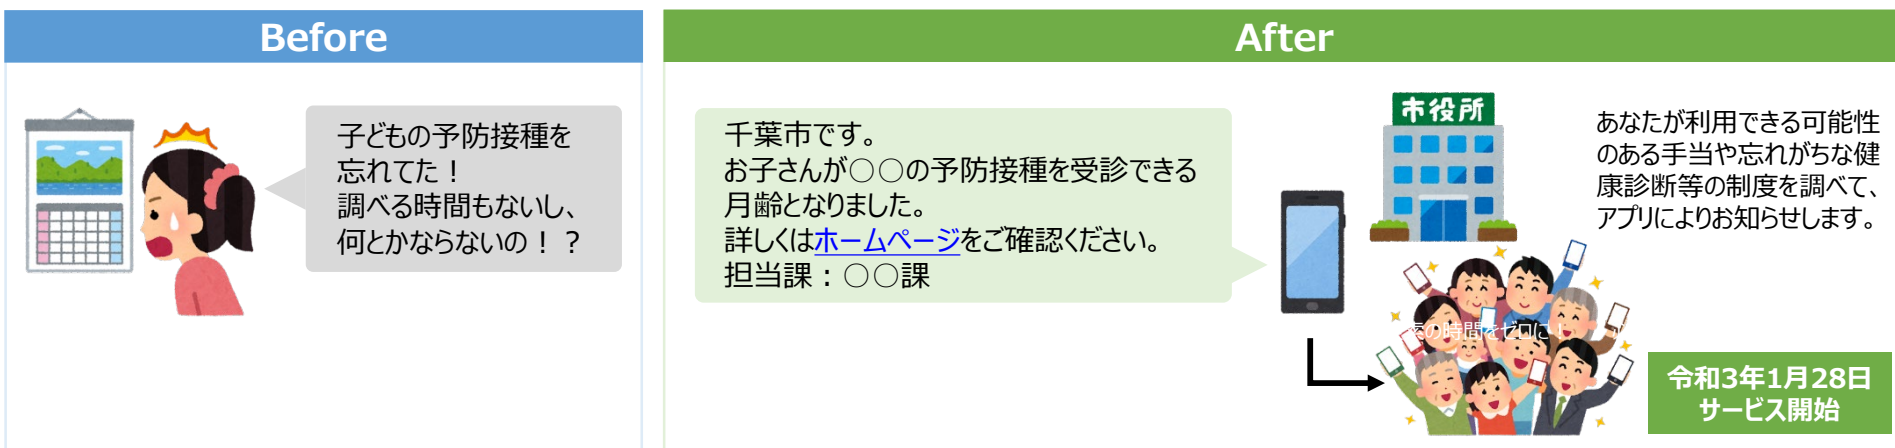 Before
子どもの予防接種を
忘れてた！
調べる時間もないし、
何とかならないの！？
After
千葉市です。
お子さんが○○の予防接種を受診できる
月齢となりました。
詳しくはホームページをご確認ください。
担当課：○○課
市役所
あなたが利用できる可能性
のある手当や忘れがちな健
康診断等の制度を調べて、
アプリによりお知らせします。
の時間をゼロに！
令和3年1月28日
サービス開始